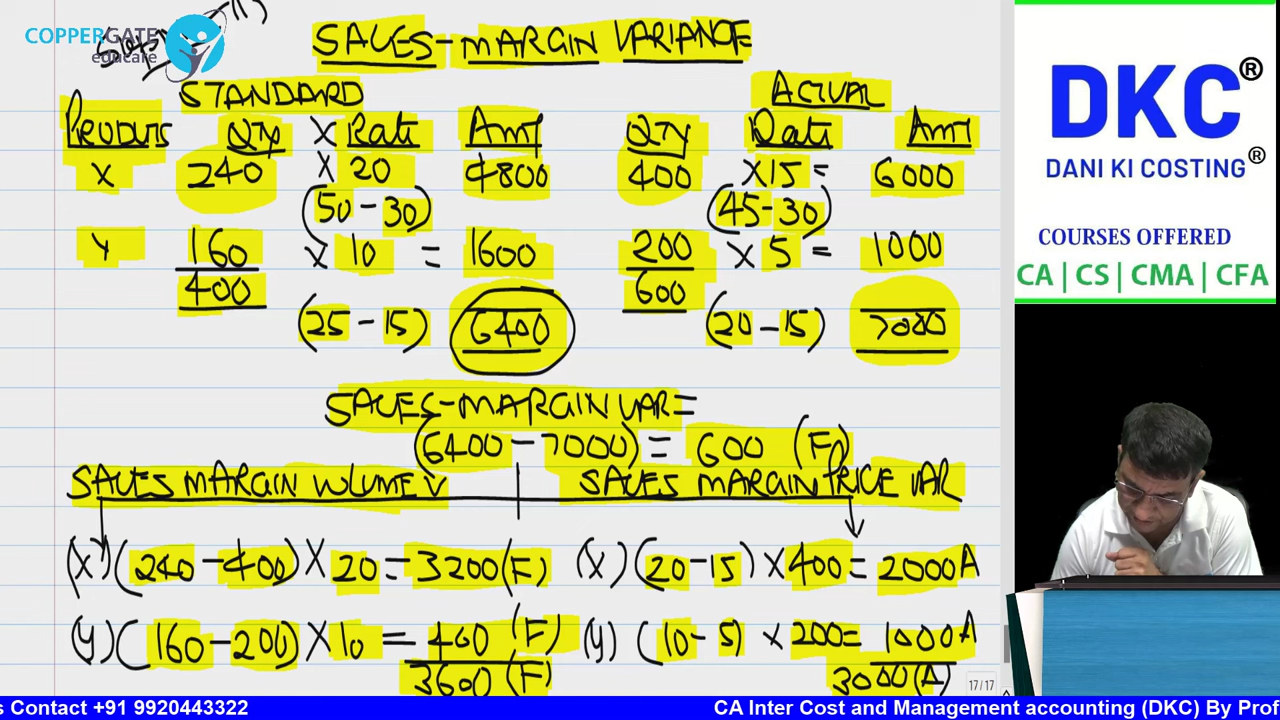 COPPERGATE
educate
SALES-MARGIN VARIANCE
STANDARD ACTUAL
Products Qty X Rate Amt Qty Rate Amt
X 240 X 20 4800 400 X15 = 6000
(50-30) (45-30)
Y 160 X 10 = 1600 200 X 5 = 1000
400 600
(25-15) 6400 (20-15) 7000
SALES-MARGIN VAR =
(6400-7000) = 600 (F)
SALES MARGIN VOLUME V SALES MARGIN PRICE VAR
(X) (240-400) X 20 = 3200 (F) (X) (20-15) X 400 = 2000 A
(y) (160-200) X 10 = 400 (F) (y) (10-5) X 200 = 1000 A
3600 (F) 3000 (A)
17/17
DKC®
DANI KI COSTING®
COURSES OFFERED
CA | CS | CMA | CFA
s Contact +91 9920443322 CA Inter Cost and Management accounting (DKC) By Prof